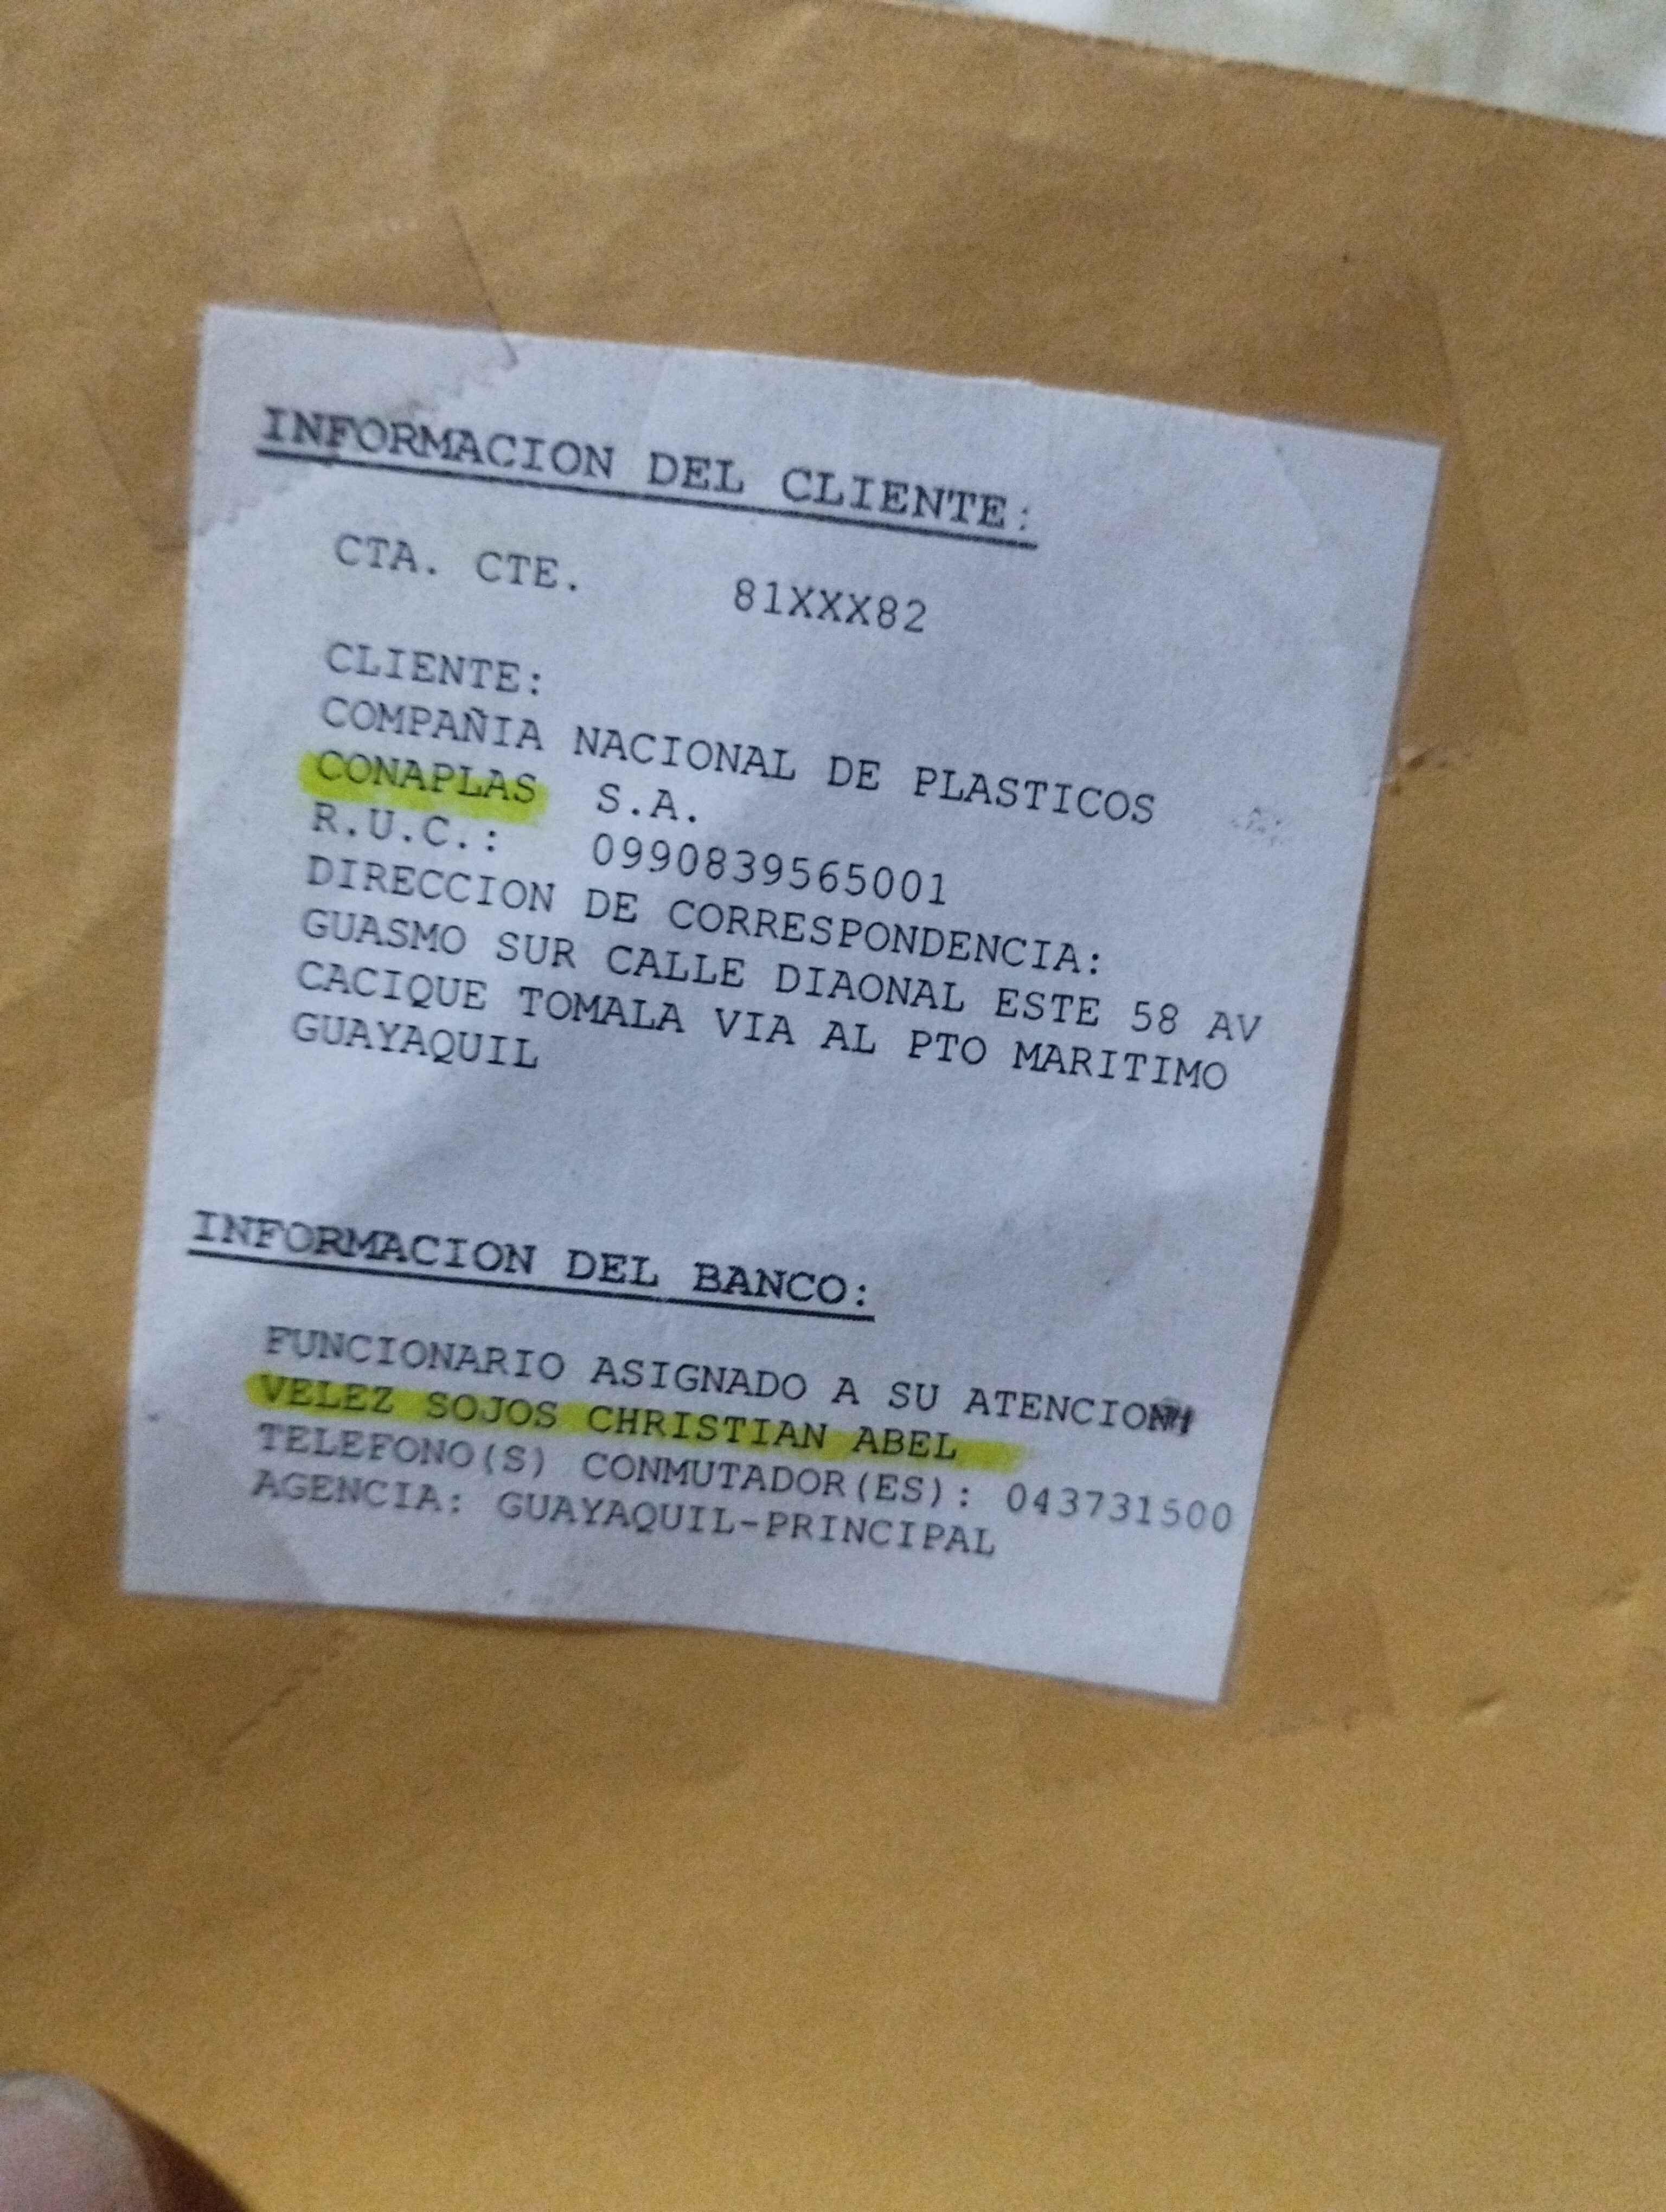 INFORMACION DEL CLIENTE:
CTA. CTE. 81XXX82
CLIENTE:
COMPAÑIA NACIONAL DE PLASTICOS
CONAPLAS S.A.
R.U.C.: 0990839565001
DIRECCION DE CORRESPONDENCIA:
GUASMO SUR CALLE DIAONAL ESTE 58 AV
CACIQUE TOMALA VIA AL PTO MARITIMO
GUAYAQUIL
INFORMACION DEL BANCO:
FUNCIONARIO ASIGNADO A SU ATENCION
VELEZ SOJOS CHRISTIAN ABEL
TELEFONO(S) CONMUTADOR(ES): 043731500
AGENCIA: GUAYAQUIL-PRINCIPAL